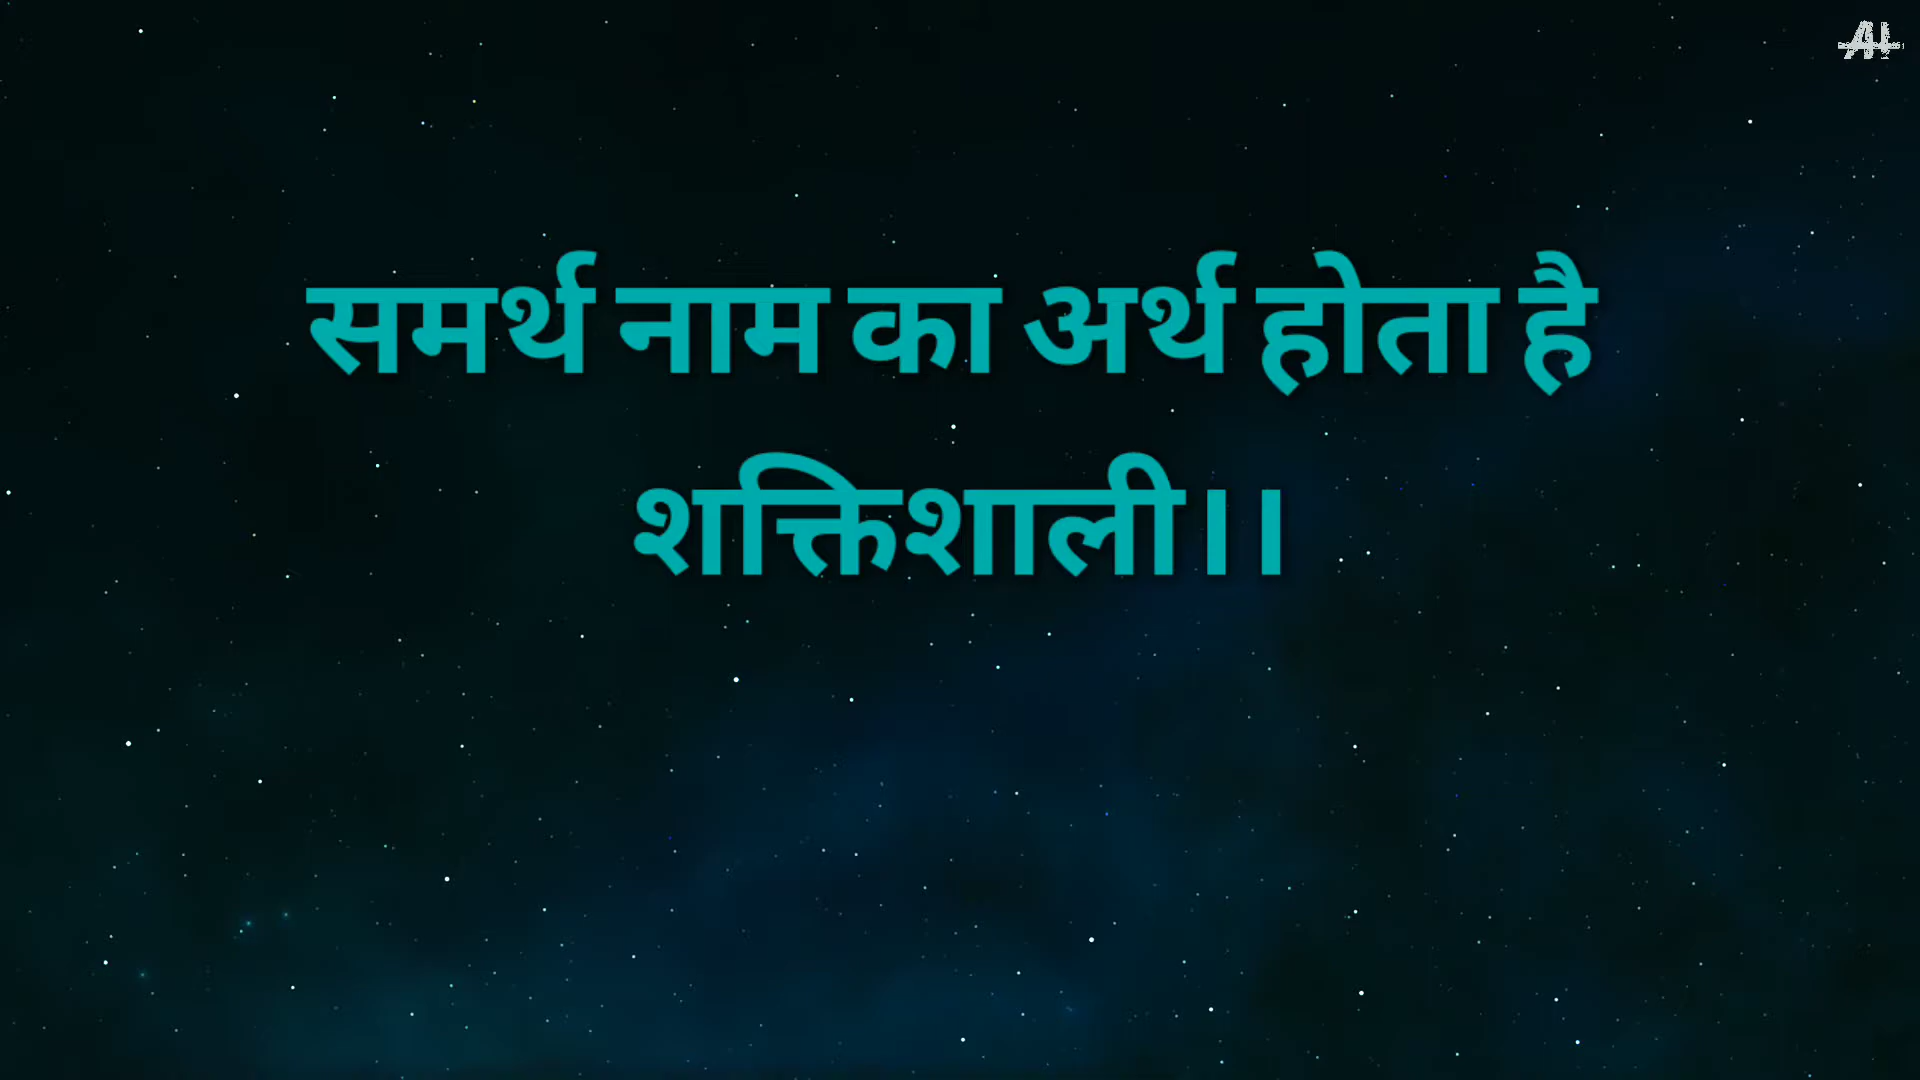 समर्थ नाम का अर्थ होता है
शक्तिशाली।।